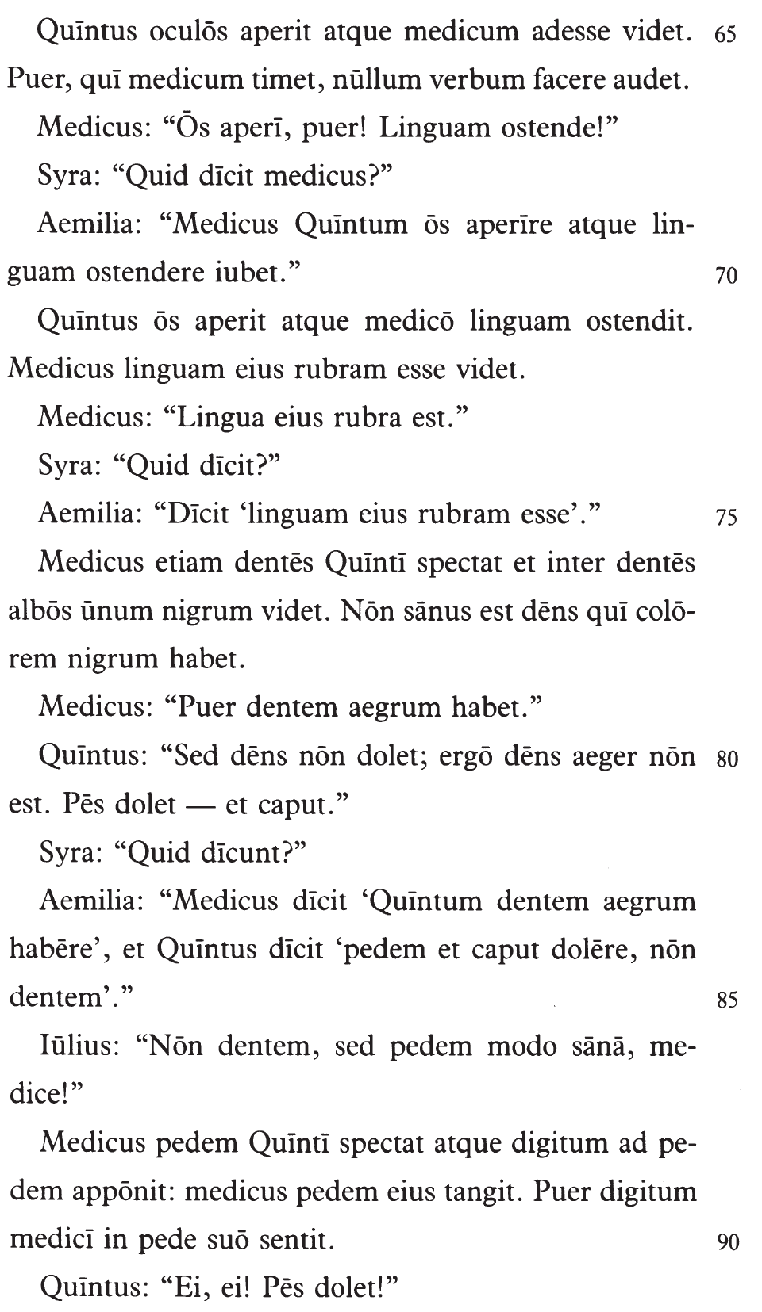 Quīntus oculōs aperit atque medicum adesse videt. 65
Puer, quī medicum timet, nūllum verbum facere audet.
Medicus: “Ōs aperī, puer! Linguam ostende!”
Syra: “Quid dīcit medicus?”
Aemilia: “Medicus Quīntum ōs aperīre atque lin-
guam ostendere iubet.” 70
Quīntus ōs aperit atque medicō linguam ostendit.
Medicus linguam eius rubram esse videt.
Medicus: “Lingua eius rubra est.”
Syra: “Quid dīcit?”
Aemilia: “Dīcit ‘linguam eius rubram esse’.” 75
Medicus etiam dentēs Quīntī spectat et inter dentēs
albōs ūnum nigrum videt. Nōn sānus est dēns quī colō-
rem nigrum habet.
Medicus: “Puer dentem aegrum habet.”
Quīntus: “Sed dēns nōn dolet; ergō dēns aeger nōn 80
est. Pēs dolet — et caput.”
Syra: “Quid dīcunt?”
Aemilia: “Medicus dīcit ‘Quīntum dentem aegrum
habēre’, et Quīntus dīcit ‘pedem et caput dolēre, nōn
dentem’.” 85
Iūlius: “Nōn dentem, sed pedem modo sānā, me-
dice!”
Medicus pedem Quīntī spectat atque digitum ad pe-
dem appōnit: medicus pedem eius tangit. Puer digitum
medicī in pede suō sentit. 90
Quīntus: “Ei, ei! Pēs dolet!”